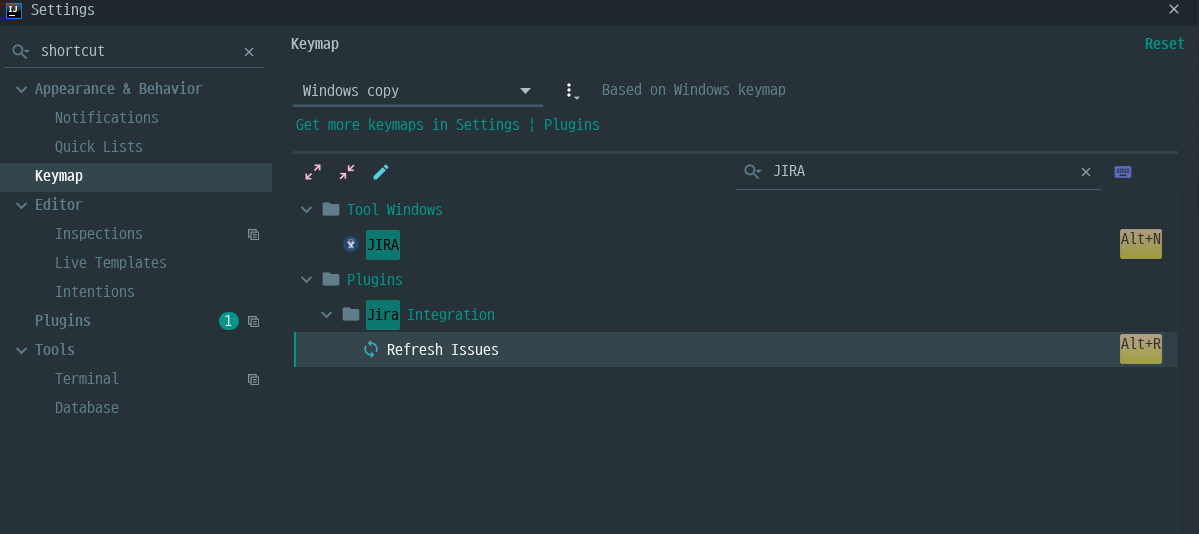 IJ Settings
shortcut
Appearance & Behavior
Notifications
Quick Lists
Keymap
Editor
Inspections
Live Templates
Intentions
Plugins 1
Tools
Terminal
Database
Keymap Reset
Windows copy Based on Windows keymap
Get more keymaps in Settings ¦ Plugins
JIRA
Tool Windows
JIRA Alt+N
Plugins
Jira Integration
Refresh Issues Alt+R